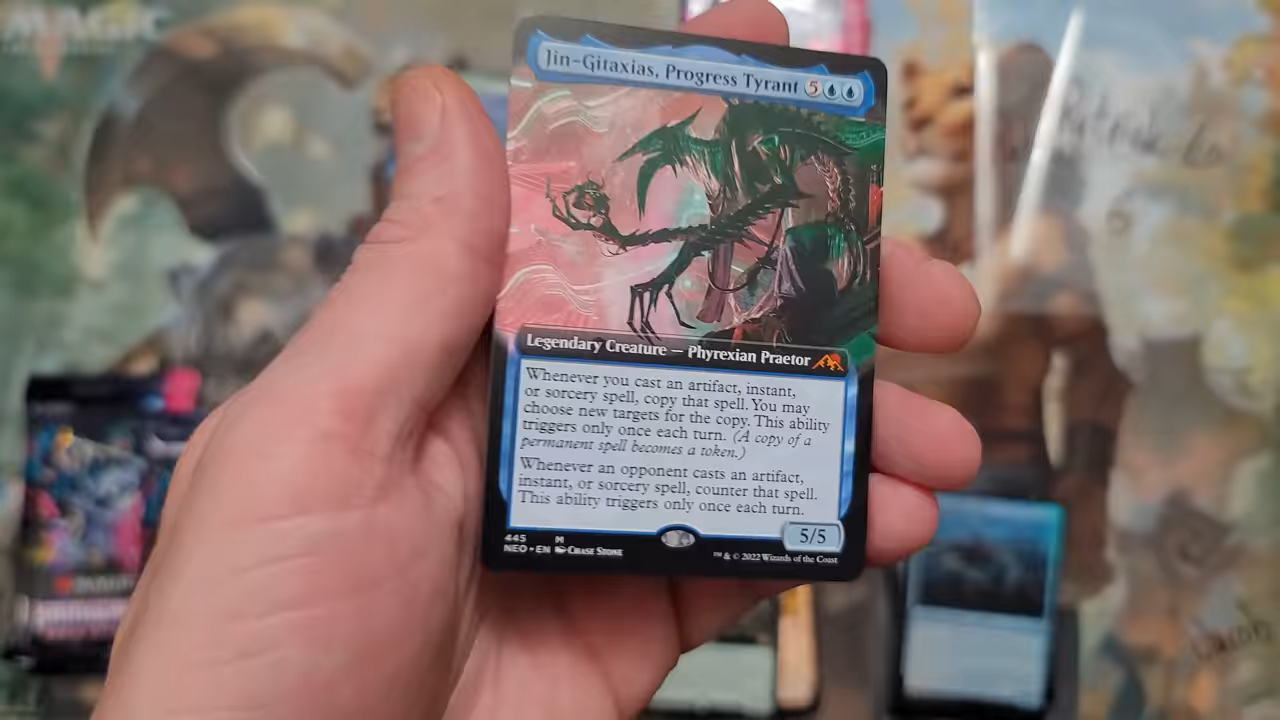 MAGIC
Jin-Gitaxias, Progress Tyrant 5
Legendary Creature — Phyrexian Praetor
Whenever you cast an artifact, instant,
or sorcery spell, copy that spell. You may
choose new targets for the copy. This ability
triggers only once each turn. (A copy of a
permanent spell becomes a token.)
Whenever an opponent casts an artifact,
instant, or sorcery spell, counter that spell.
This ability triggers only once each turn.
5/5
445 M
NEO • EN Chase Stone
™ & © 2022 Wizards of the Coast